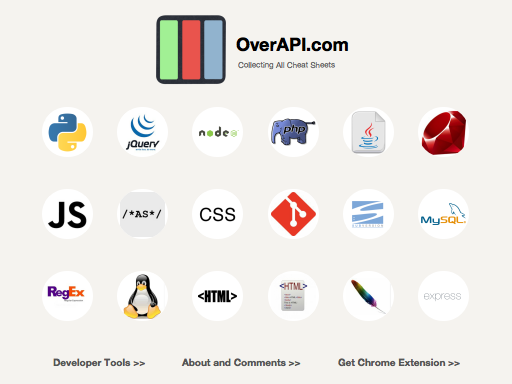 OverAPI.com
Collecting All Cheat Sheets
jQuery
node
php
JS
/*AS*/
CSS
SUBVERSION
MySQL
RegEx
<HTML>
<HTML>
express
Developer Tools >>
About and Comments >>
Get Chrome Extension >>